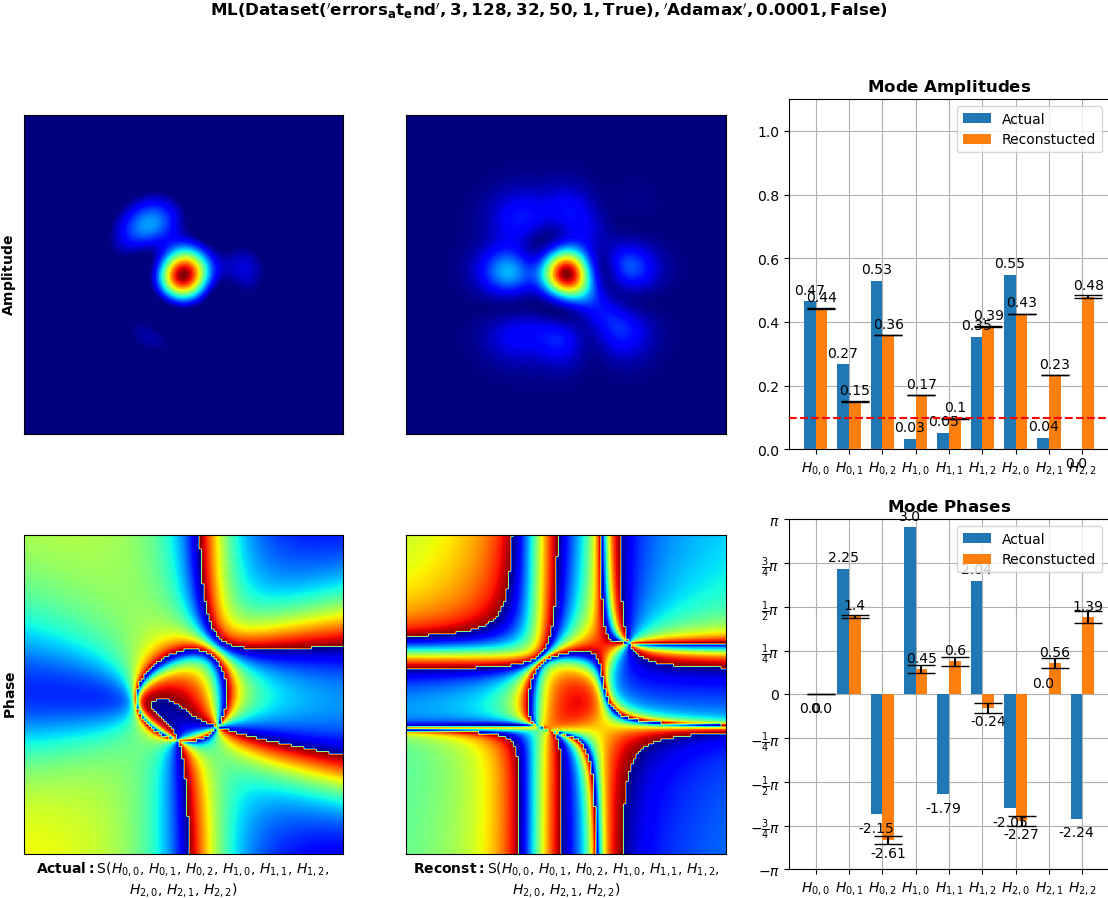 ML(Dataset('errors_at_end', 3, 128, 32, 50, 1, True), 'Adamax', 0.0001, False)
Amplitude
Mode Amplitudes
Actual
Reconstucted
1.0
0.8
0.6
0.4
0.2
0.0
0.47
0.44
0.27
0.15
0.53
0.36
0.03
0.17
0.05
0.1
0.35
0.39
0.55
0.43
0.04
0.23
0.0
0.48
H0,0 H0,1 H0,2 H1,0 H1,1 H1,2 H2,0 H2,1 H2,2
Phase
Mode Phases
Actual
Reconstucted
π
3/4π
1/2π
1/4π
0
−1/4π
−1/2π
−3/4π
−π
0.0
0.0
2.25
1.4
-2.15
-2.61
3.0
0.45
-1.79
0.6
2.04
-0.24
-2.05
-2.27
0.0
0.56
-2.24
1.39
H0,0 H0,1 H0,2 H1,0 H1,1 H1,2 H2,0 H2,1 H2,2
Actual: S(H0,0, H0,1, H0,2, H1,0, H1,1, H1,2,
H2,0, H2,1, H2,2)
Reconst: S(H0,0, H0,1, H0,2, H1,0, H1,1, H1,2,
H2,0, H2,1, H2,2)